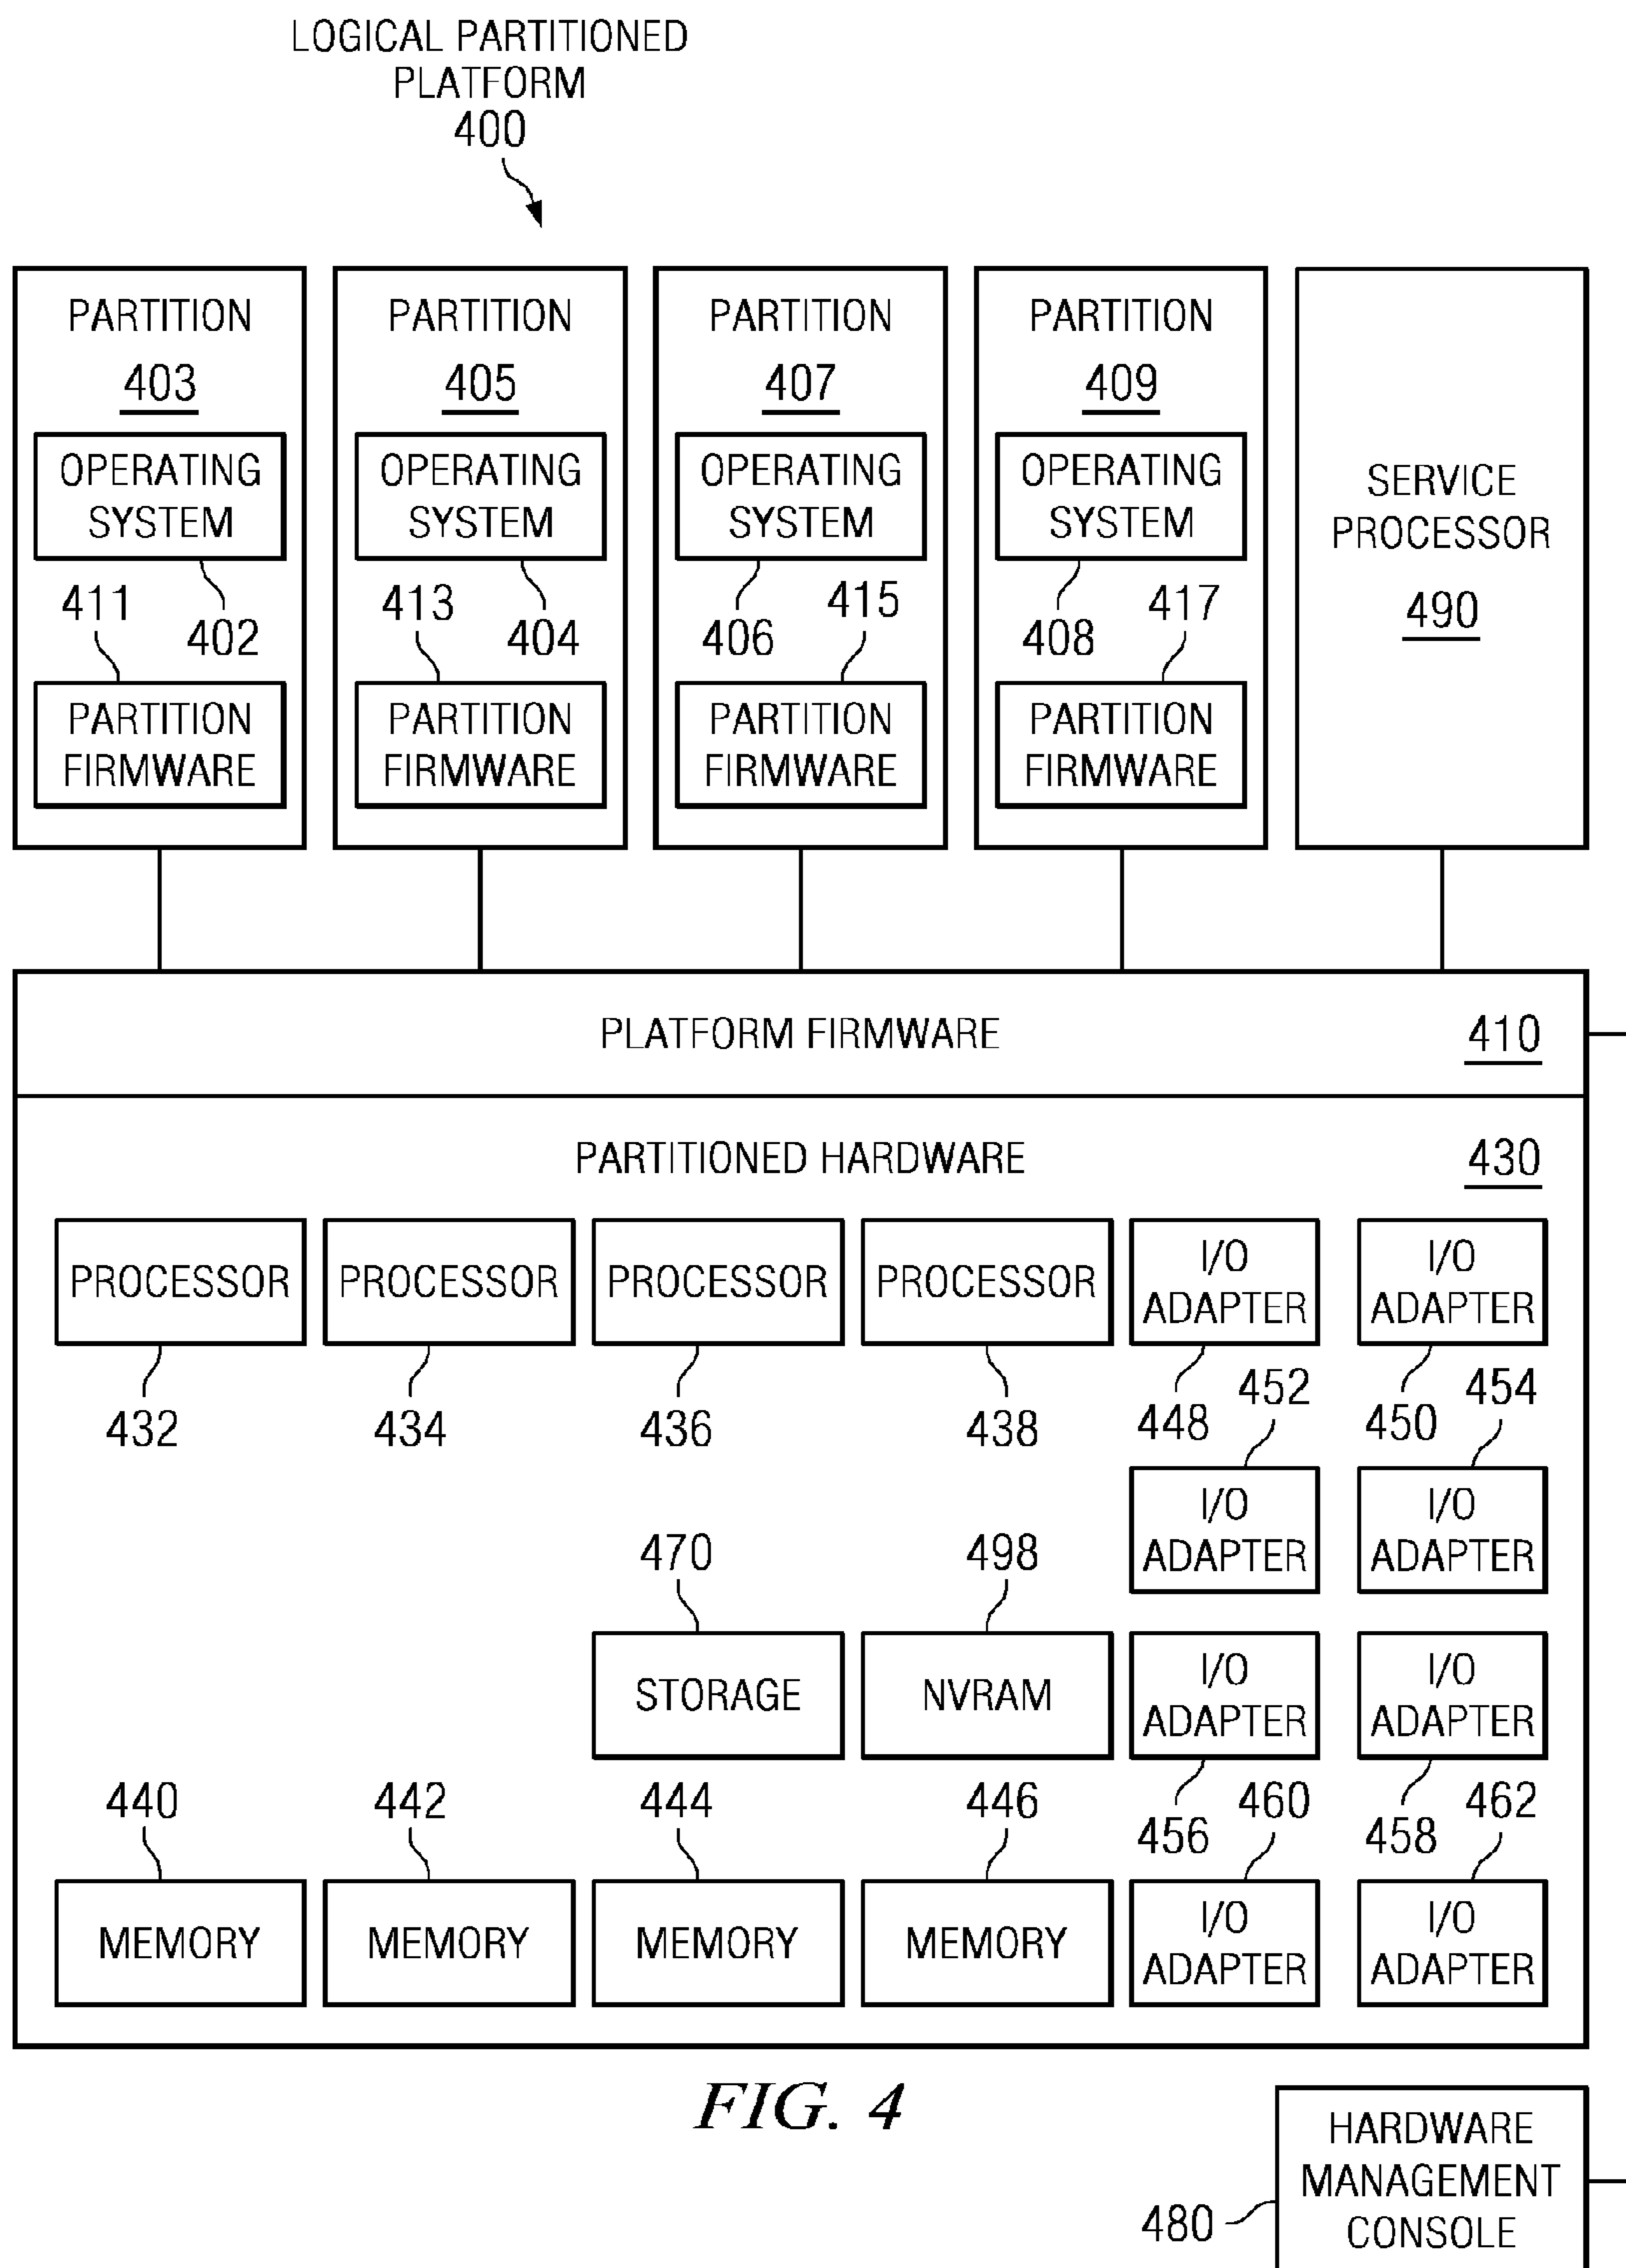 LOGICAL PARTITIONED
PLATFORM
400
PARTITION
403
OPERATING
SYSTEM
402
411
PARTITION
FIRMWARE
PARTITION
405
OPERATING
SYSTEM
404
413
PARTITION
FIRMWARE
PARTITION
407
OPERATING
SYSTEM
406
415
PARTITION
FIRMWARE
PARTITION
409
OPERATING
SYSTEM
408
417
PARTITION
FIRMWARE
SERVICE
PROCESSOR
490
PLATFORM FIRMWARE
410
PARTITIONED HARDWARE
430
PROCESSOR
432
PROCESSOR
434
PROCESSOR
436
PROCESSOR
438
I/O
ADAPTER
448
I/O
ADAPTER
450
452
I/O
ADAPTER
454
I/O
ADAPTER
470
STORAGE
498
NVRAM
I/O
ADAPTER
456
I/O
ADAPTER
458
440
MEMORY
442
MEMORY
444
MEMORY
446
MEMORY
460
I/O
ADAPTER
462
I/O
ADAPTER
FIG. 4
HARDWARE
MANAGEMENT
CONSOLE
480